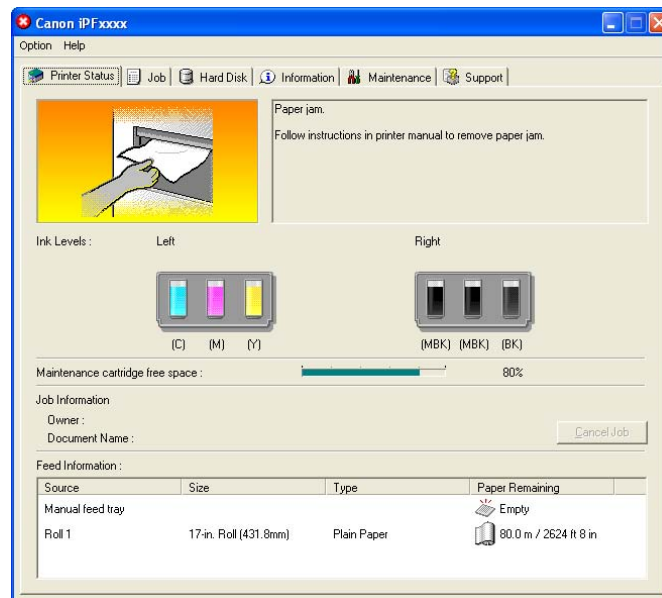 Canon iPFxxxx
Option Help
Printer Status Job Hard Disk Information Maintenance Support
Paper jam.
Follow instructions in printer manual to remove paper jam.
Ink Levels : Left Right
(C) (M) (Y) (MBK) (MBK) (BK)
Maintenance cartridge free space : 80%
Job Information
Owner :
Document Name :
Cancel Job
Feed Information :
Source Size Type Paper Remaining
Manual feed tray Empty
Roll 1 17-in. Roll (431.8mm) Plain Paper 80.0 m / 2624 ft 8 in